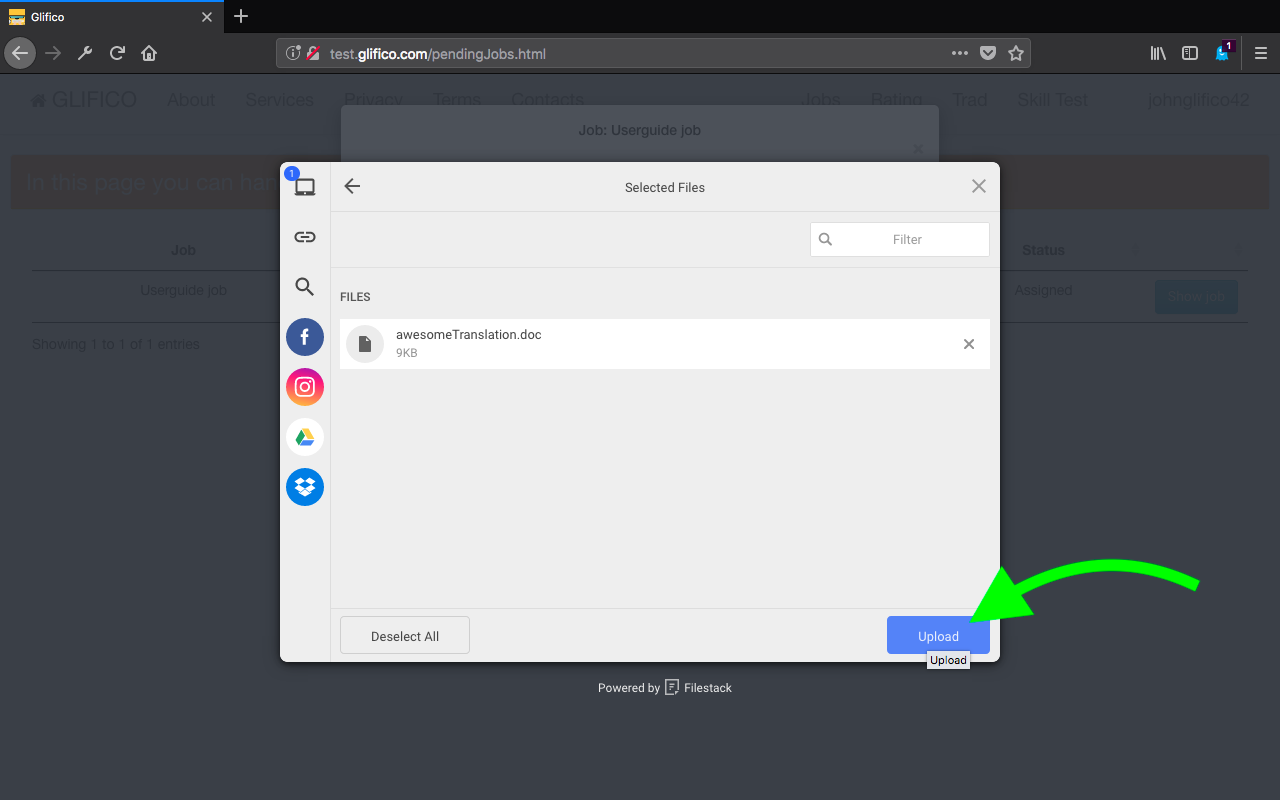 Glifico
test.glifico.com/pendingJobs.html
1
GLIFICO About Services Privacy Terms Contacts Jobs Rating Trad Skill Test johnglifico42
Job: Userguide job
In this page you can han
1
Selected Files
Filter
Job Status
FILES
Userguide job Assigned Show job
awesomeTranslation.doc
9KB
Showing 1 to 1 of 1 entries
Deselect All
Upload
Upload
Powered by Filestack